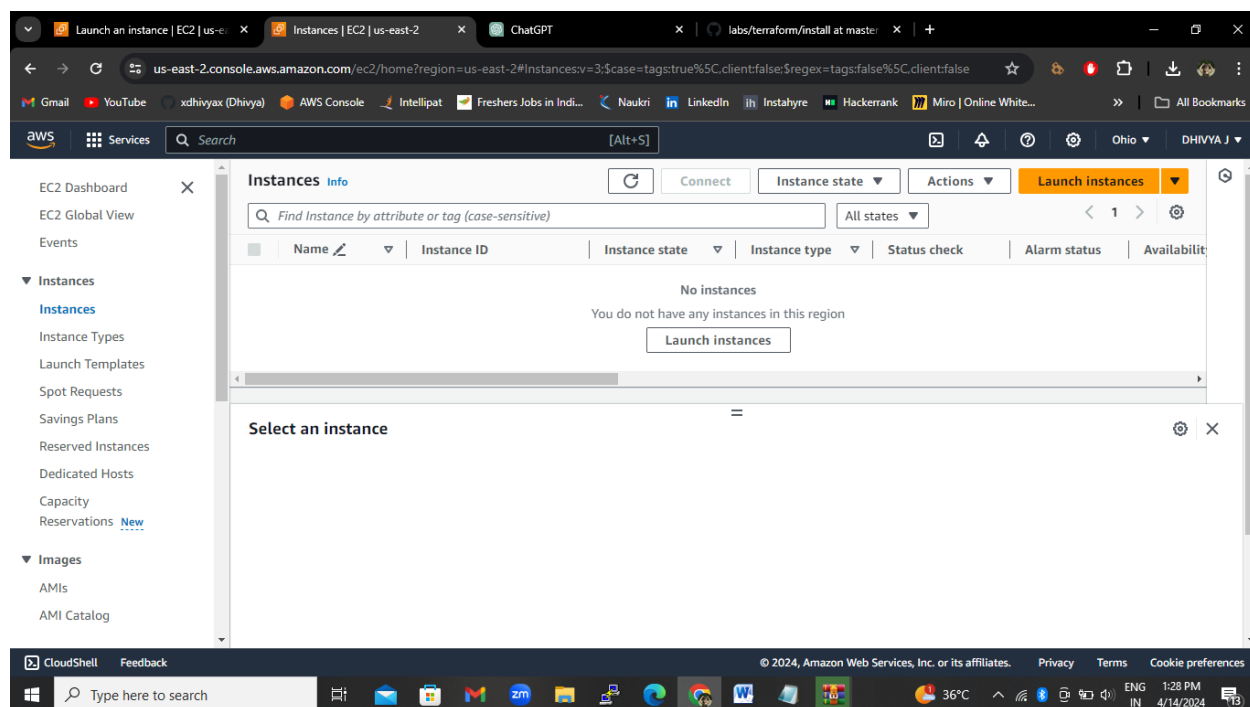 Launch an instance | EC2 | us-ea
Instances | EC2 | us-east-2
ChatGPT
labs/terraform/install at master
us-east-2.console.aws.amazon.com/ec2/home?region=us-east-2#Instances:v=3;$case=tags:true%5C,client:false;$regex=tags:false%5C,client:false
Gmail YouTube xdhivyax (Dhivya) AWS Console Intellipat Freshers Jobs in Indi... Naukri LinkedIn Instahyre Hackerrank Miro | Online White... » All Bookmarks
aws Services Search [Alt+S] Ohio ▼ DHIVYA J ▼
EC2 Dashboard
EC2 Global View
Events
Instances
Instances
Instance Types
Launch Templates
Spot Requests
Savings Plans
Reserved Instances
Dedicated Hosts
Capacity
Reservations New
Images
AMIs
AMI Catalog
Instances Info
Connect Instance state ▼ Actions ▼ Launch instances ▼
Find Instance by attribute or tag (case-sensitive) All states ▼ < 1 >
Name Instance ID Instance state Instance type Status check Alarm status Availabilit
No instances
You do not have any instances in this region
Launch instances
Select an instance
CloudShell Feedback © 2024, Amazon Web Services, Inc. or its affiliates. Privacy Terms Cookie preferences
Type here to search 36°C ENG IN 1:28 PM 4/14/2024 13